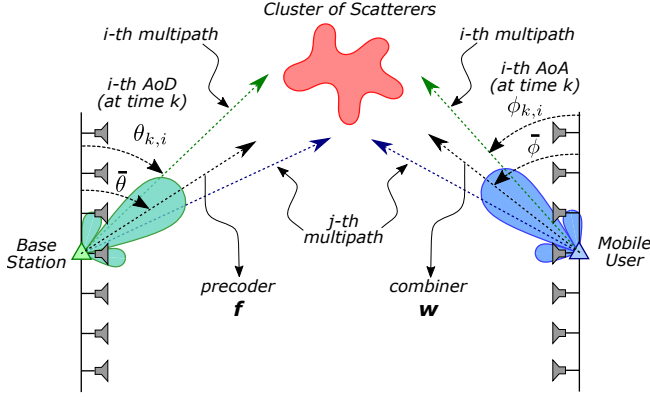 Cluster of Scatterers
i-th multipath
i-th multipath
i-th AoD
(at time k)
i-th AoA
(at time k)
θ_{k,i}
ϕ_{k,i}
θ̄
ϕ̄
j-th
multipath
Base
Station
Mobile
User
precoder
f
combiner
w